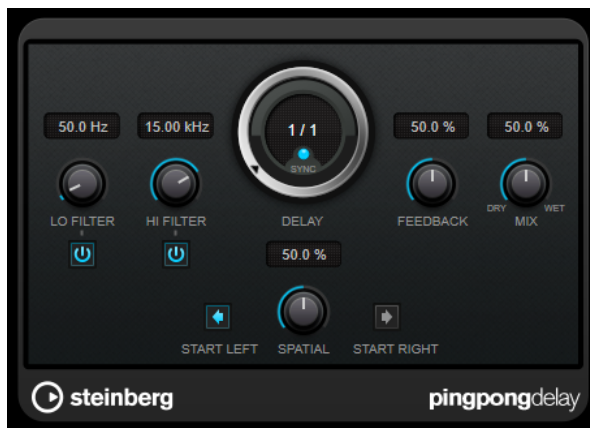 50.0 Hz 15.00 kHz 1 / 1 50.0 % 50.0 %
SYNC
LO FILTER HI FILTER DELAY FEEDBACK DRY MIX WET
50.0 %
START LEFT SPATIAL START RIGHT
steinberg pingpongdelay